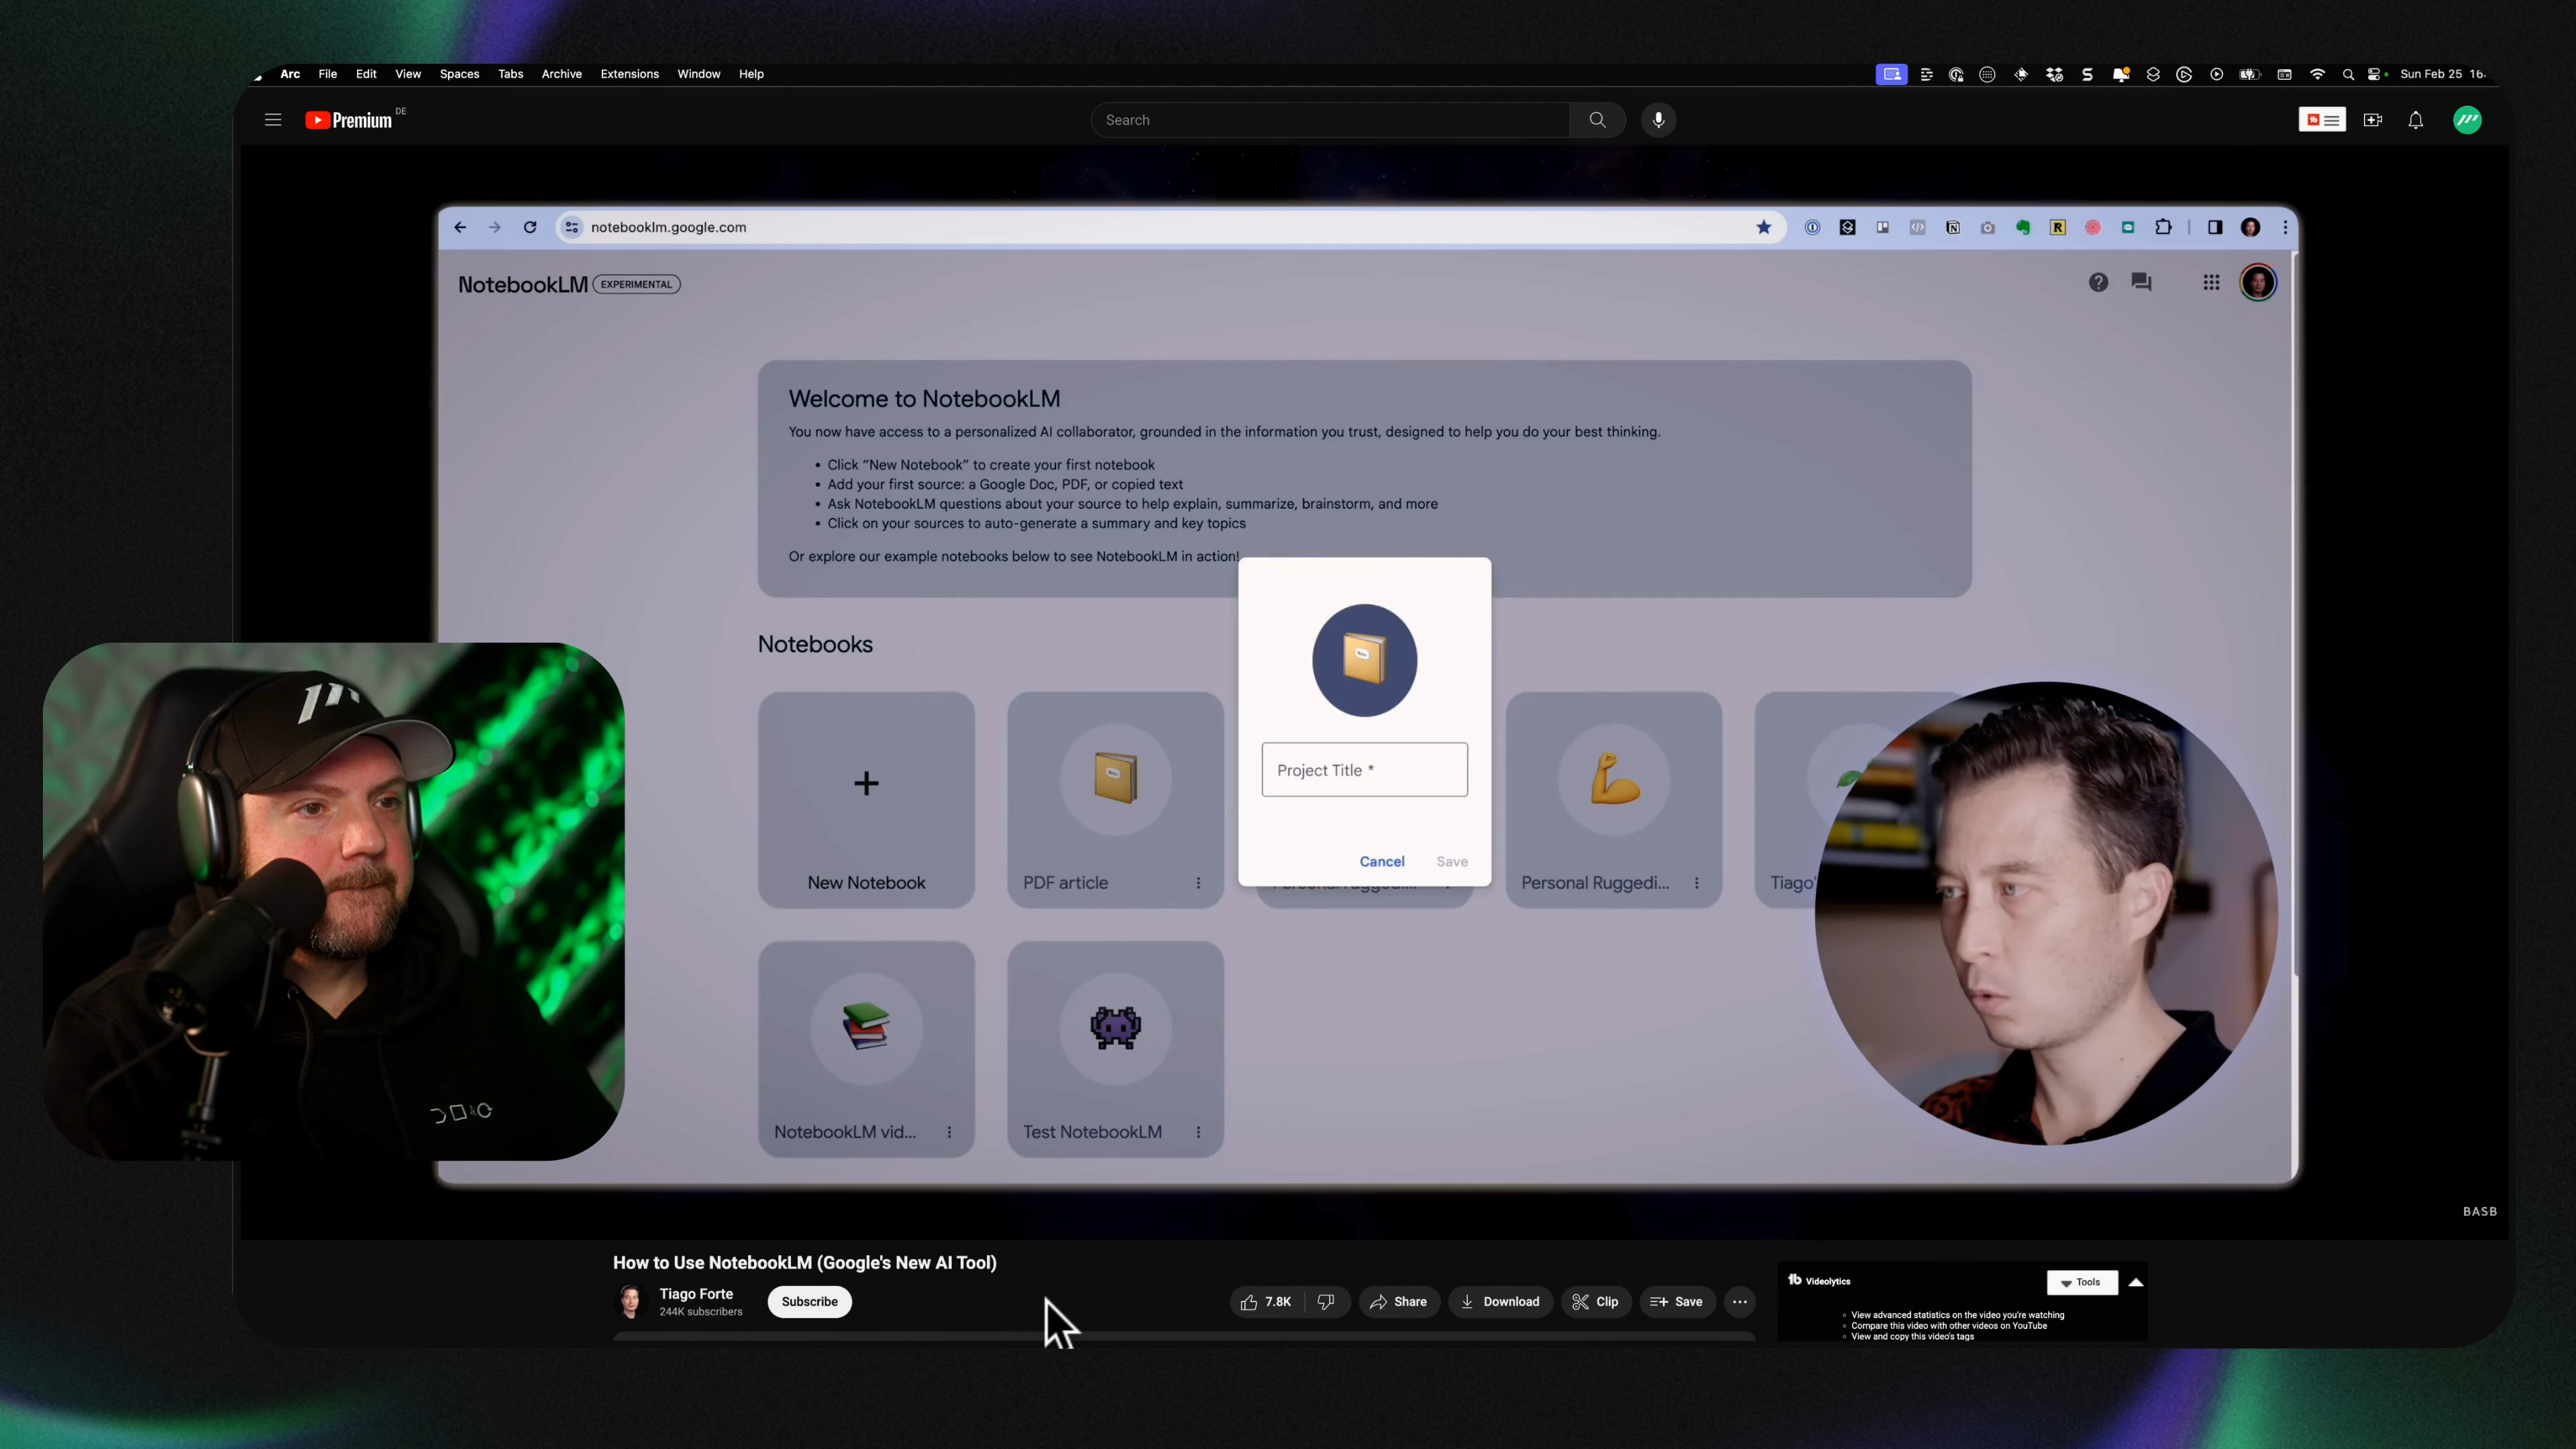 Arc File Edit View Spaces Tabs Archive Extensions Window Help
Sun Feb 25 16
Premium DE
Search
notebooklm.google.com
NotebookLM EXPERIMENTAL
Welcome to NotebookLM
You now have access to a personalized AI collaborator, grounded in the information you trust, designed to help you do your best thinking.
• Click “New Notebook” to create your first notebook
• Add your first source: a Google Doc, PDF, or copied text
• Ask NotebookLM questions about your source to help explain, summarize, brainstorm, and more
• Click on your sources to auto-generate a summary and key topics
Or explore our example notebooks below to see NotebookLM in action!
Notebooks
Project Title *
Cancel Save
New Notebook
PDF article
Personal Ruggedi...
Tiago'
NotebookLM vid...
Test NotebookLM
BASB
How to Use NotebookLM (Google's New AI Tool)
Tiago Forte
244K subscribers
Subscribe
7.8K
Share
Download
Clip
Save
Videolytics
Tools
View advanced statistics on the video you're watching
Compare this video with other videos on YouTube
View and copy this video's tags